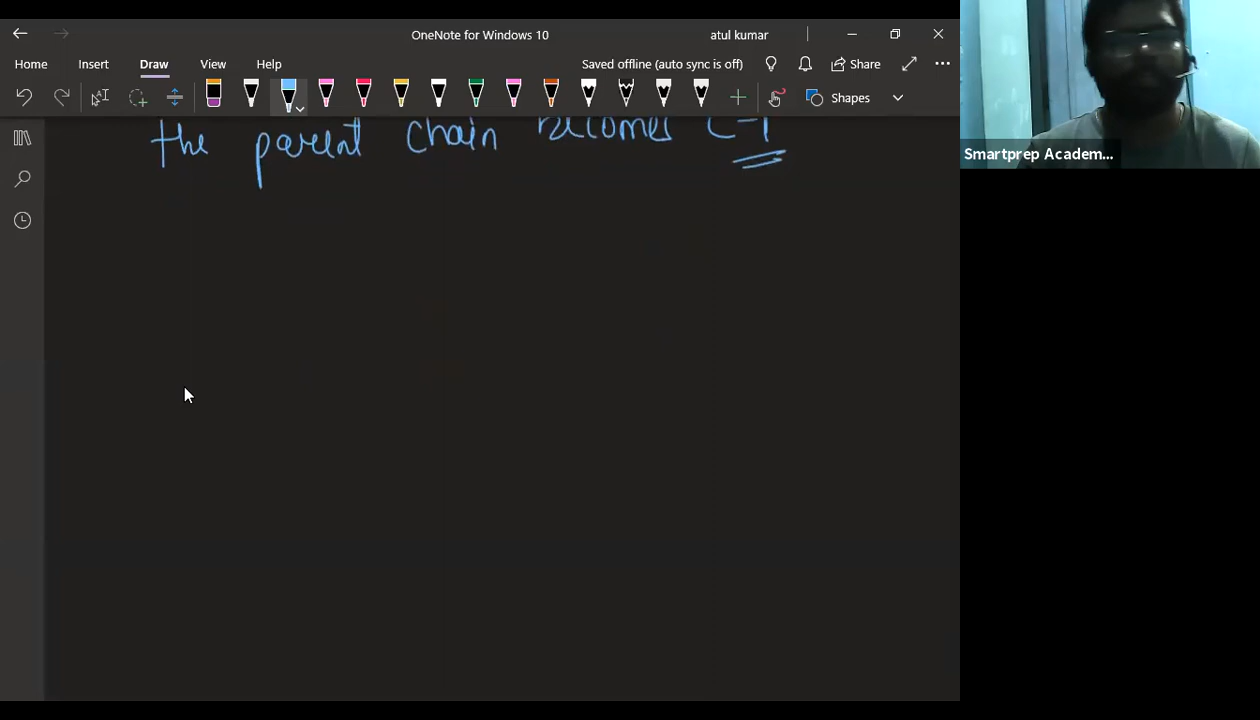 OneNote for Windows 10
atul kumar
Home Insert Draw View Help
Saved offline (auto sync is off)
Share
Shapes
the parent chain becomes C-1
Smartprep Academ...